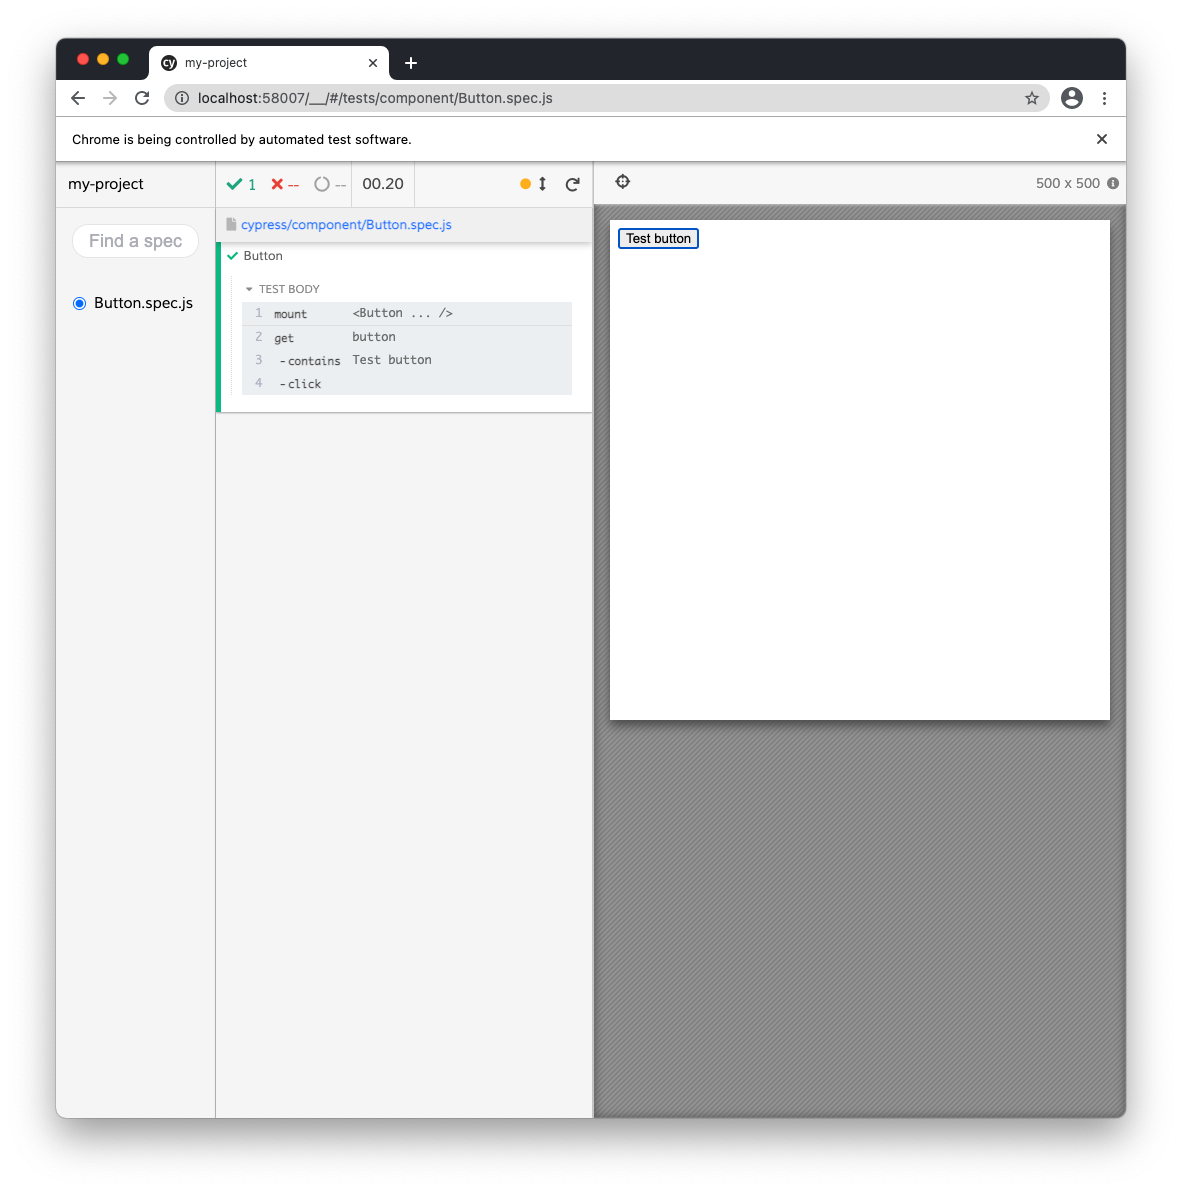 cy my-project
localhost:58007/__/#/tests/component/Button.spec.js
Chrome is being controlled by automated test software.
my-project
1 -- -- 00.20
500 x 500
Find a spec
Button.spec.js
cypress/component/Button.spec.js
Button
TEST BODY
1 mount <Button ... />
2 get button
3 -contains Test button
4 -click
Test button